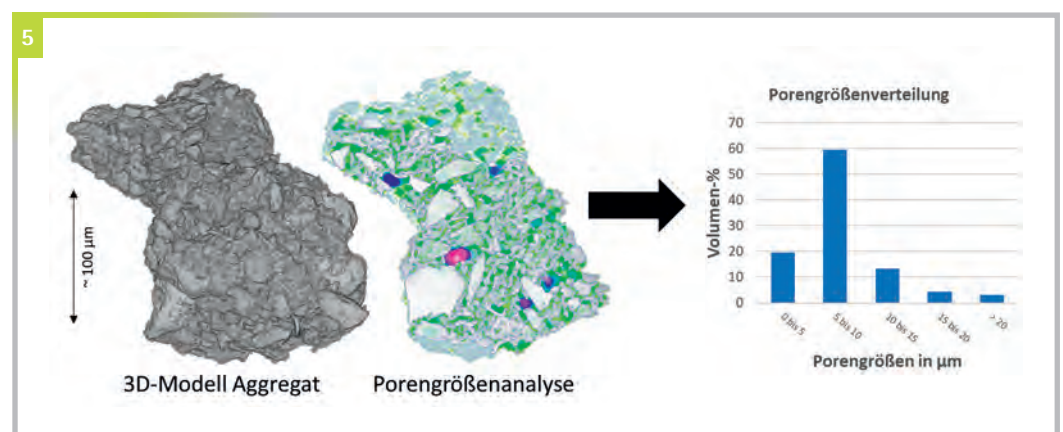 5
~ 100 µm
3D-Modell Aggregat
Porengrößenanalyse
Porengrößenverteilung
Volumen-%
70
60
50
40
30
20
10
0
0 bis 5
5 bis 10
10 bis 15
15 bis 20
> 20
Porengrößen in µm